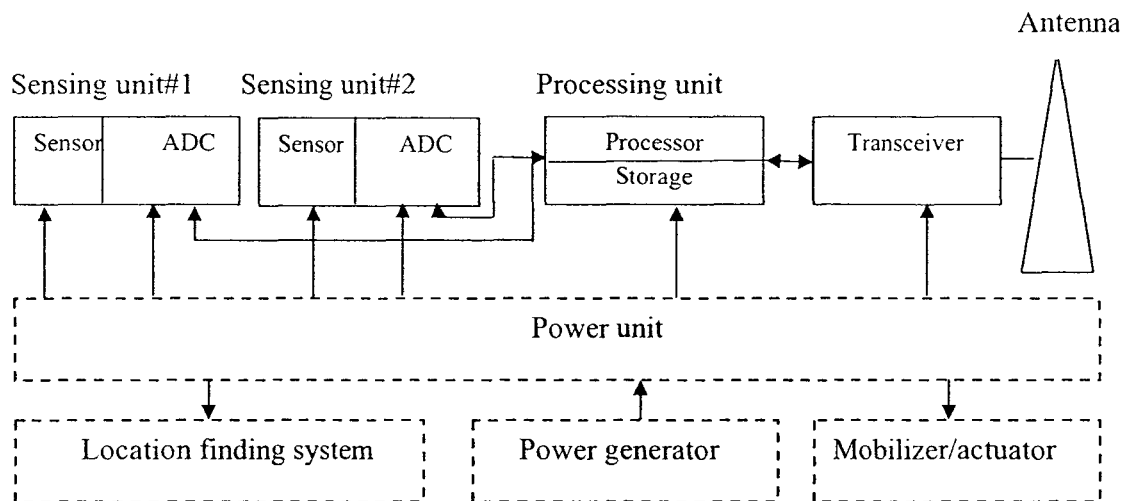 Antenna
Sensing unit#1 Sensing unit#2 Processing unit
Sensor ADC Sensor ADC Processor Transceiver
Storage
Power unit
Location finding system Power generator Mobilizer/actuator